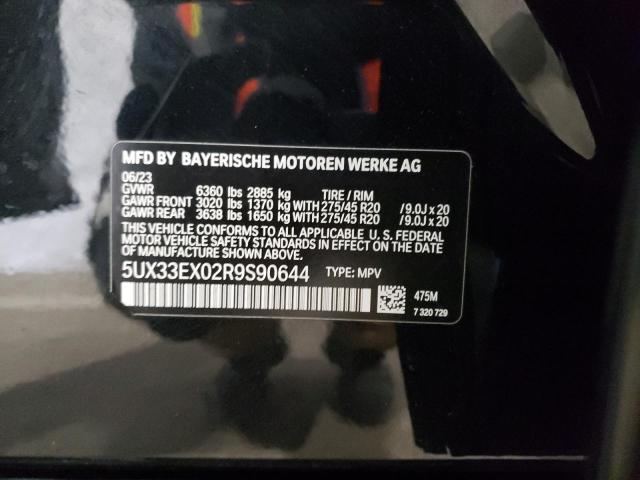 MFD BY BAYERISCHE MOTOREN WERKE AG
06/23
GVWR 6360 lbs 2885 kg TIRE / RIM
GAWR FRONT 3020 lbs 1370 kg WITH 275/45 R20 / 9.0J x 20
GAWR REAR 3638 lbs 1650 kg WITH 275/45 R20 / 9.0J x 20
THIS VEHICLE CONFORMS TO ALL APPLICABLE U. S. FEDERAL
MOTOR VEHICLE SAFETY STANDARDS IN EFFECT ON THE DATE
OF MANUFACTURE SHOWN ABOVE.
5UX33EX02R9S90644 TYPE: MPV
475M
7 320 729